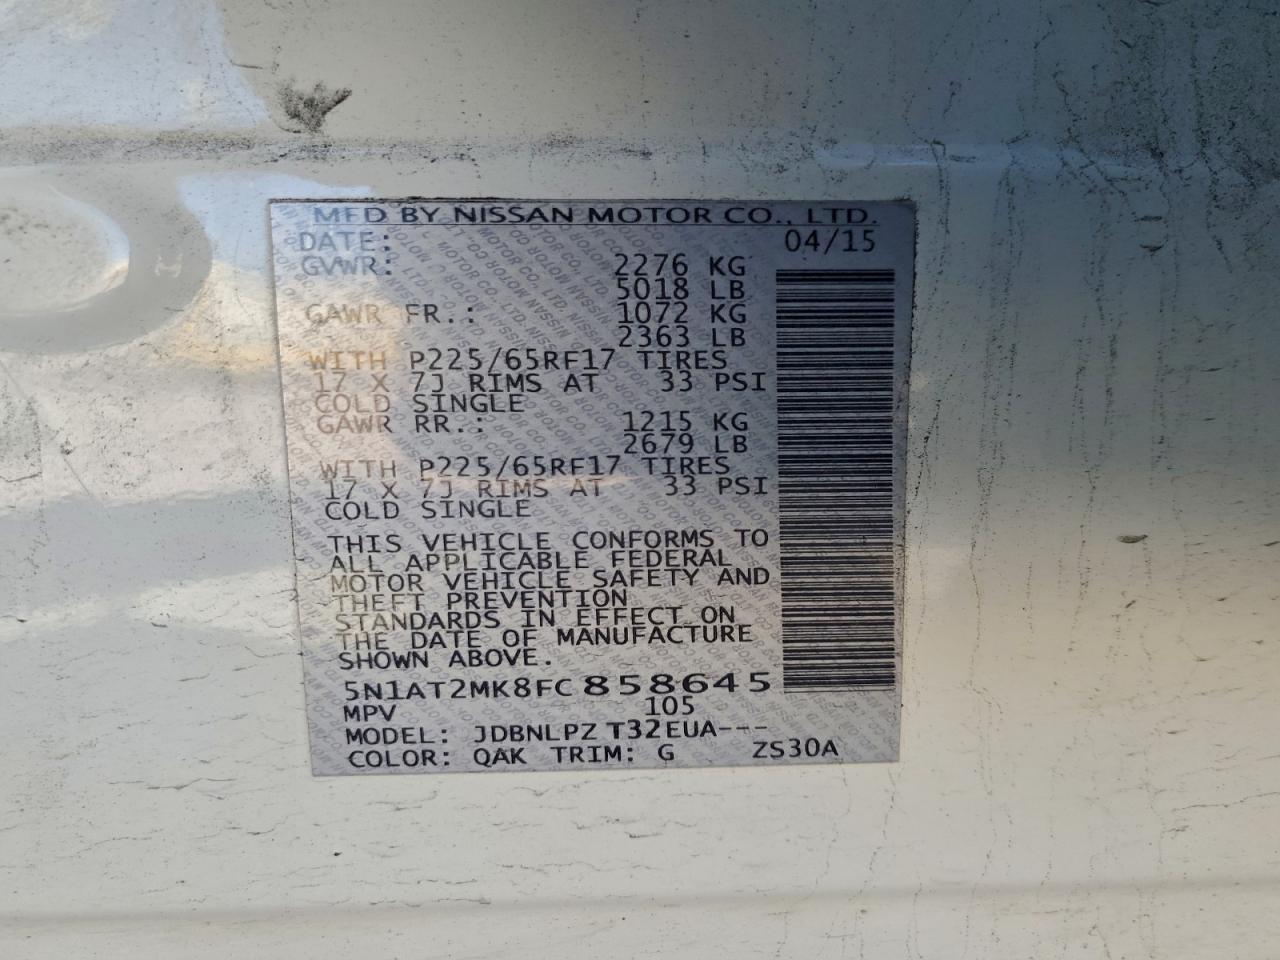 MFD BY NISSAN MOTOR CO., LTD.
DATE: 04/15
GVWR: 2276 KG
5018 LB
GAWR FR.: 1072 KG
2363 LB
WITH P225/65RF17 TIRES
17 X 7J RIMS AT 33 PSI
COLD SINGLE
GAWR RR.: 1215 KG
2679 LB
WITH P225/65RF17 TIRES
17 X 7J RIMS AT 33 PSI
COLD SINGLE
THIS VEHICLE CONFORMS TO
ALL APPLICABLE FEDERAL
MOTOR VEHICLE SAFETY AND
THEFT PREVENTION
STANDARDS IN EFFECT ON
THE DATE OF MANUFACTURE
SHOWN ABOVE.
5N1AT2MK8FC858645
MPV 105
MODEL: JDBNLPZ T32EUA---
COLOR: QAK TRIM: G ZS30A